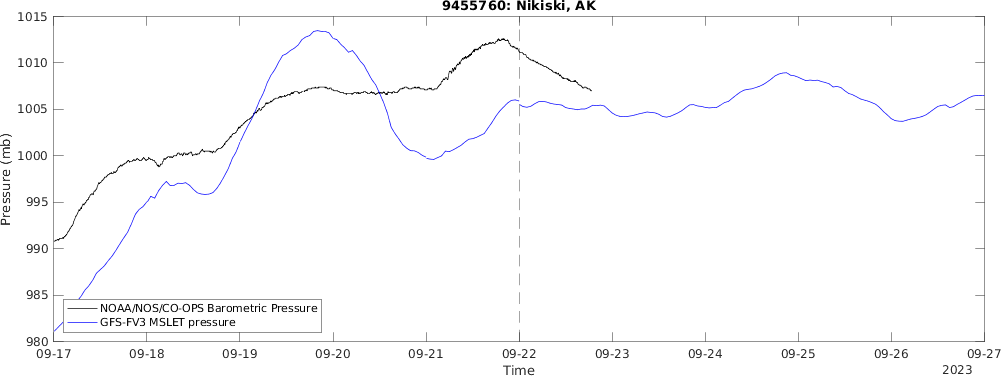 9455760: Nikiski, AK
1015
1010
1005
1000
995
990
985
980
Pressure (mb)
NOAA/NOS/CO-OPS Barometric Pressure
GFS-FV3 MSLET pressure
09-17 09-18 09-19 09-20 09-21 09-22 09-23 09-24 09-25 09-26 09-27
Time
2023